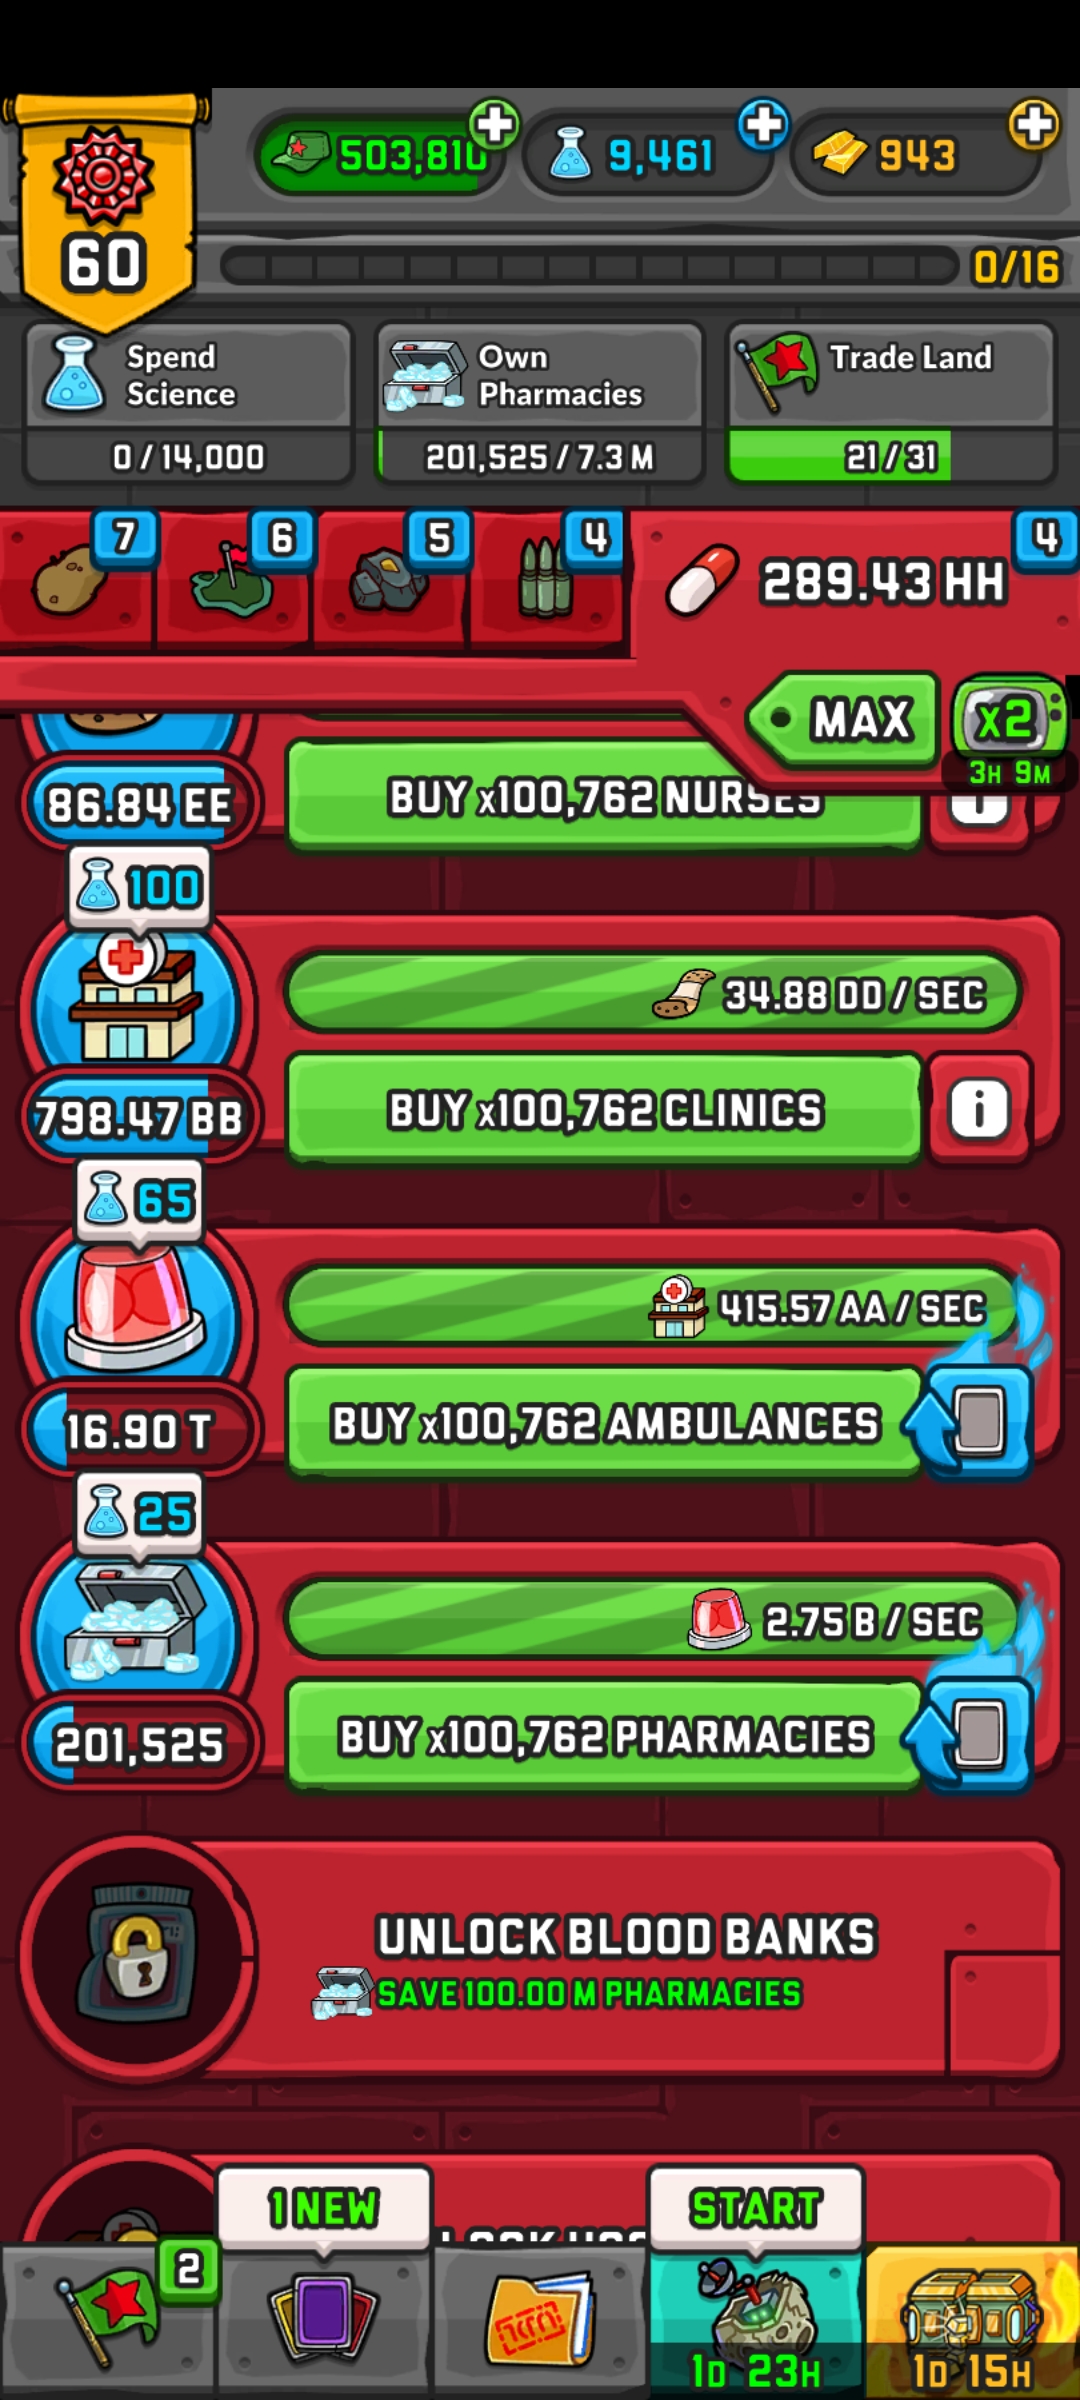 503,810
9,461
943
60
0/16
Spend
Science
0/14,000
Own
Pharmacies
201,525/7.3 M
Trade Land
21/31
7
6
5
4
289.43 HH
4
MAX
x2
3H 9M
86.84 EE
BUY x100,762 NURSES
i
100
34.88 DD/SEC
798.47 BB
BUY x100,762 CLINICS
i
65
415.57 AA/SEC
16.90 T
BUY x100,762 AMBULANCES
25
2.75 B/SEC
201,525
BUY x100,762 PHARMACIES
UNLOCK BLOOD BANKS
SAVE 100.00 M PHARMACIES
1 NEW
START
2
1D 23H
1D 15H